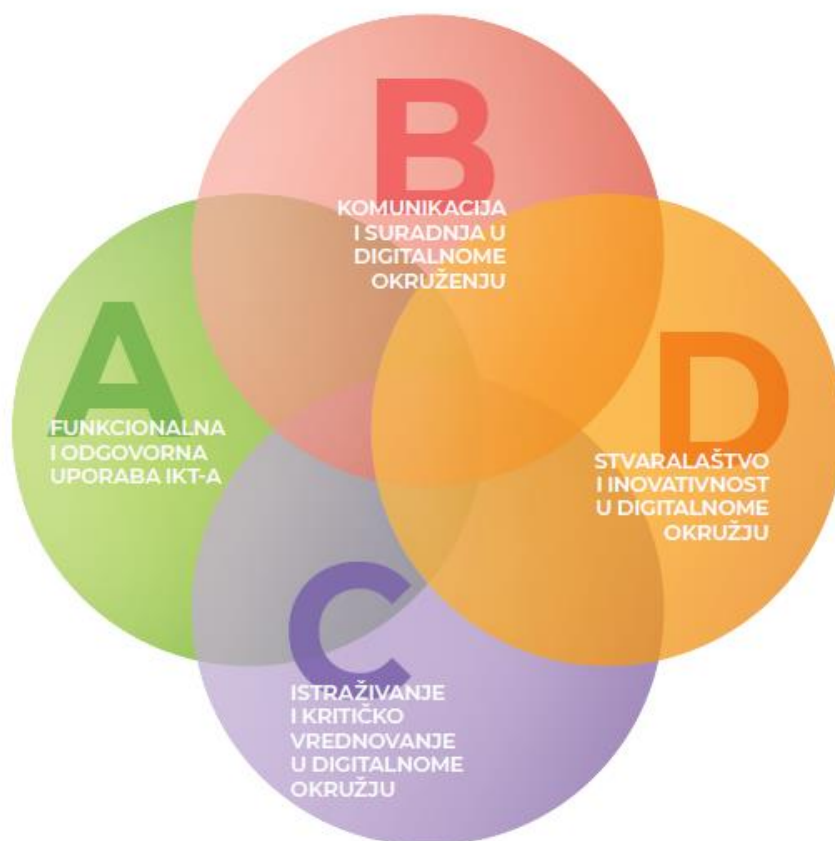 B
KOMUNIKACIJA
I SURADNJA U
DIGITALNOME
OKRUŽENJU
A
FUNKCIONALNA
I ODGOVORNA
UPORABA IKT-A
D
STVARALAŠTVO
I INOVATIVNOST
U DIGITALNOME
OKRUŽJU
C
ISTRAŽIVANJE
I KRITIČKO
VREDNOVANJE
U DIGITALNOME
OKRUŽJU